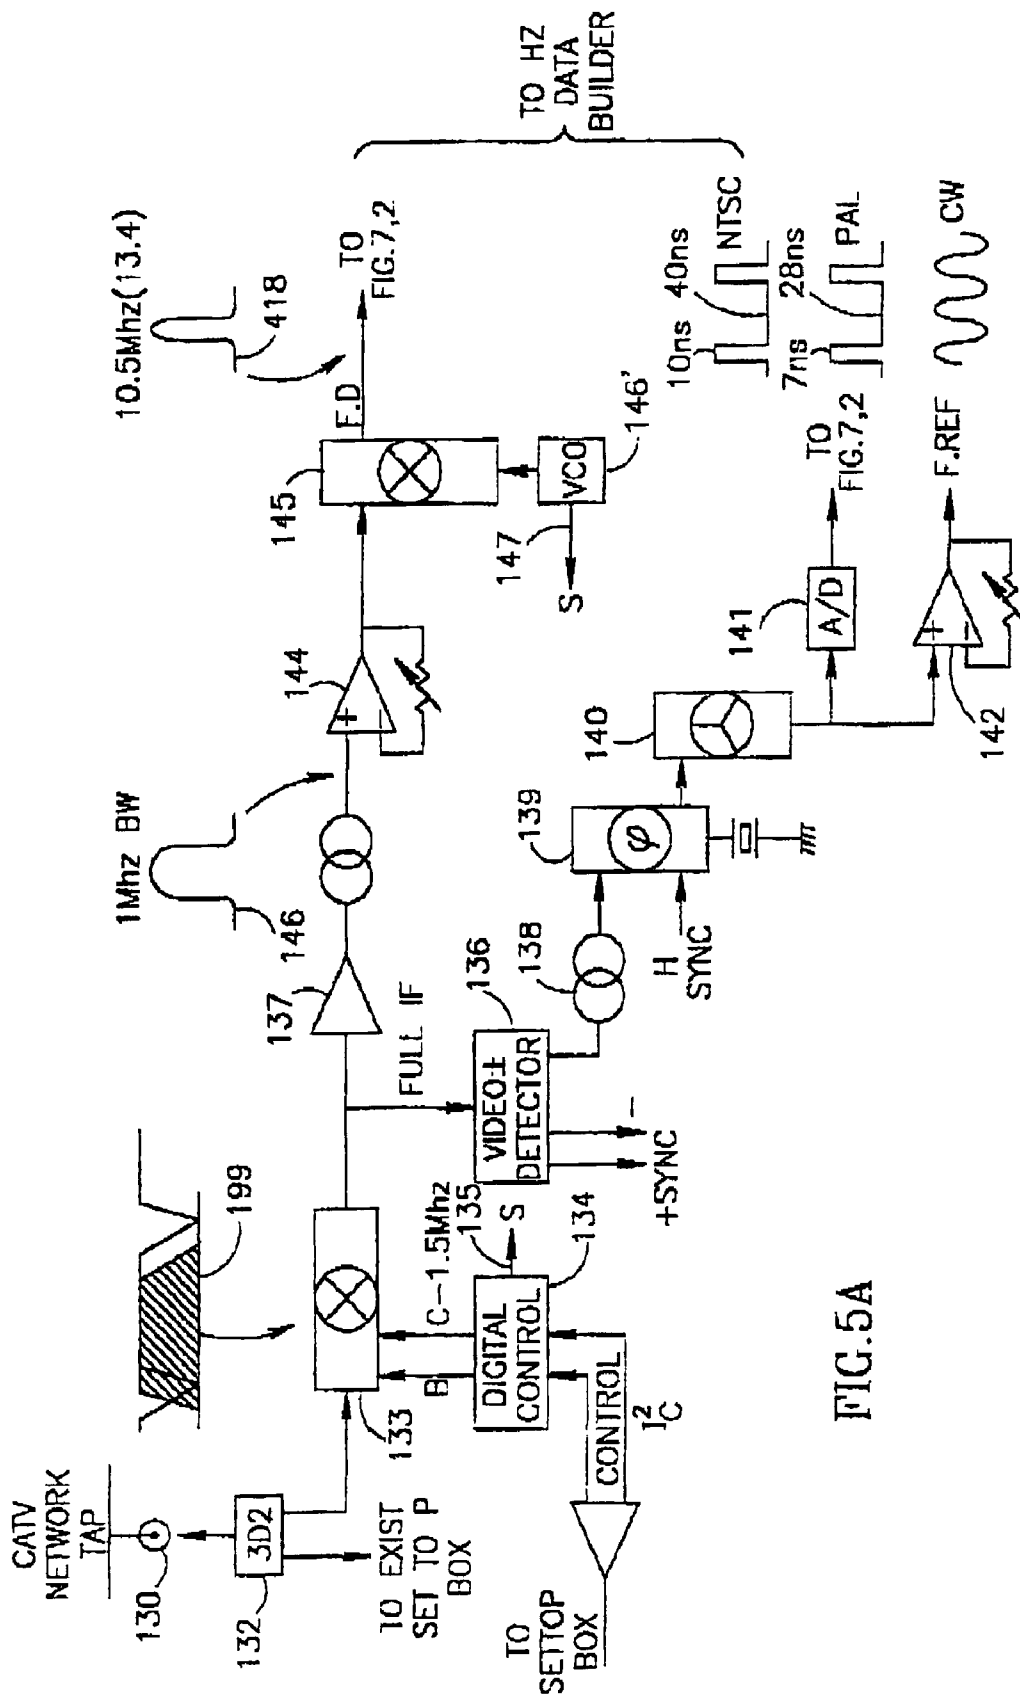 CATV
NETWORK
TAP
130
132
3D2
TO EXIST
SET TO P
BOX
TO
SETTOP
BOX
CONTROL
I²C
133
B
C-1.5Mhz
DIGITAL
CONTROL
134
135
S
199
FULL IF
VIDEO±
DETECTOR
136
+SYNC
-
137
146
1Mhz BW
138
H
SYNC
139
φ
140
144
+
-
145
10.5Mhz(13.4)
418
F.D
TO
FIG.7,2
VCO
146'
147
S
141
A/D
TO
FIG.7,2
142
+
-
F.REF
CW
10ns
40ns
NTSC
7ns
28ns
PAL
TO HZ
DATA
BUILDER
FIG.5A